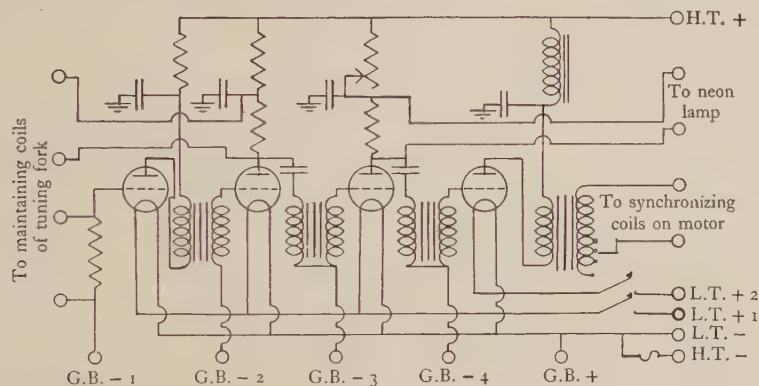 H.T. +
To neon
lamp
To maintaining coils
of tuning fork
To synchronizing
coils on motor
L.T. + 2
L.T. + 1
L.T. -
H.T. -
G.B. - 1
G.B. - 2
G.B. - 3
G.B. - 4
G.B. +